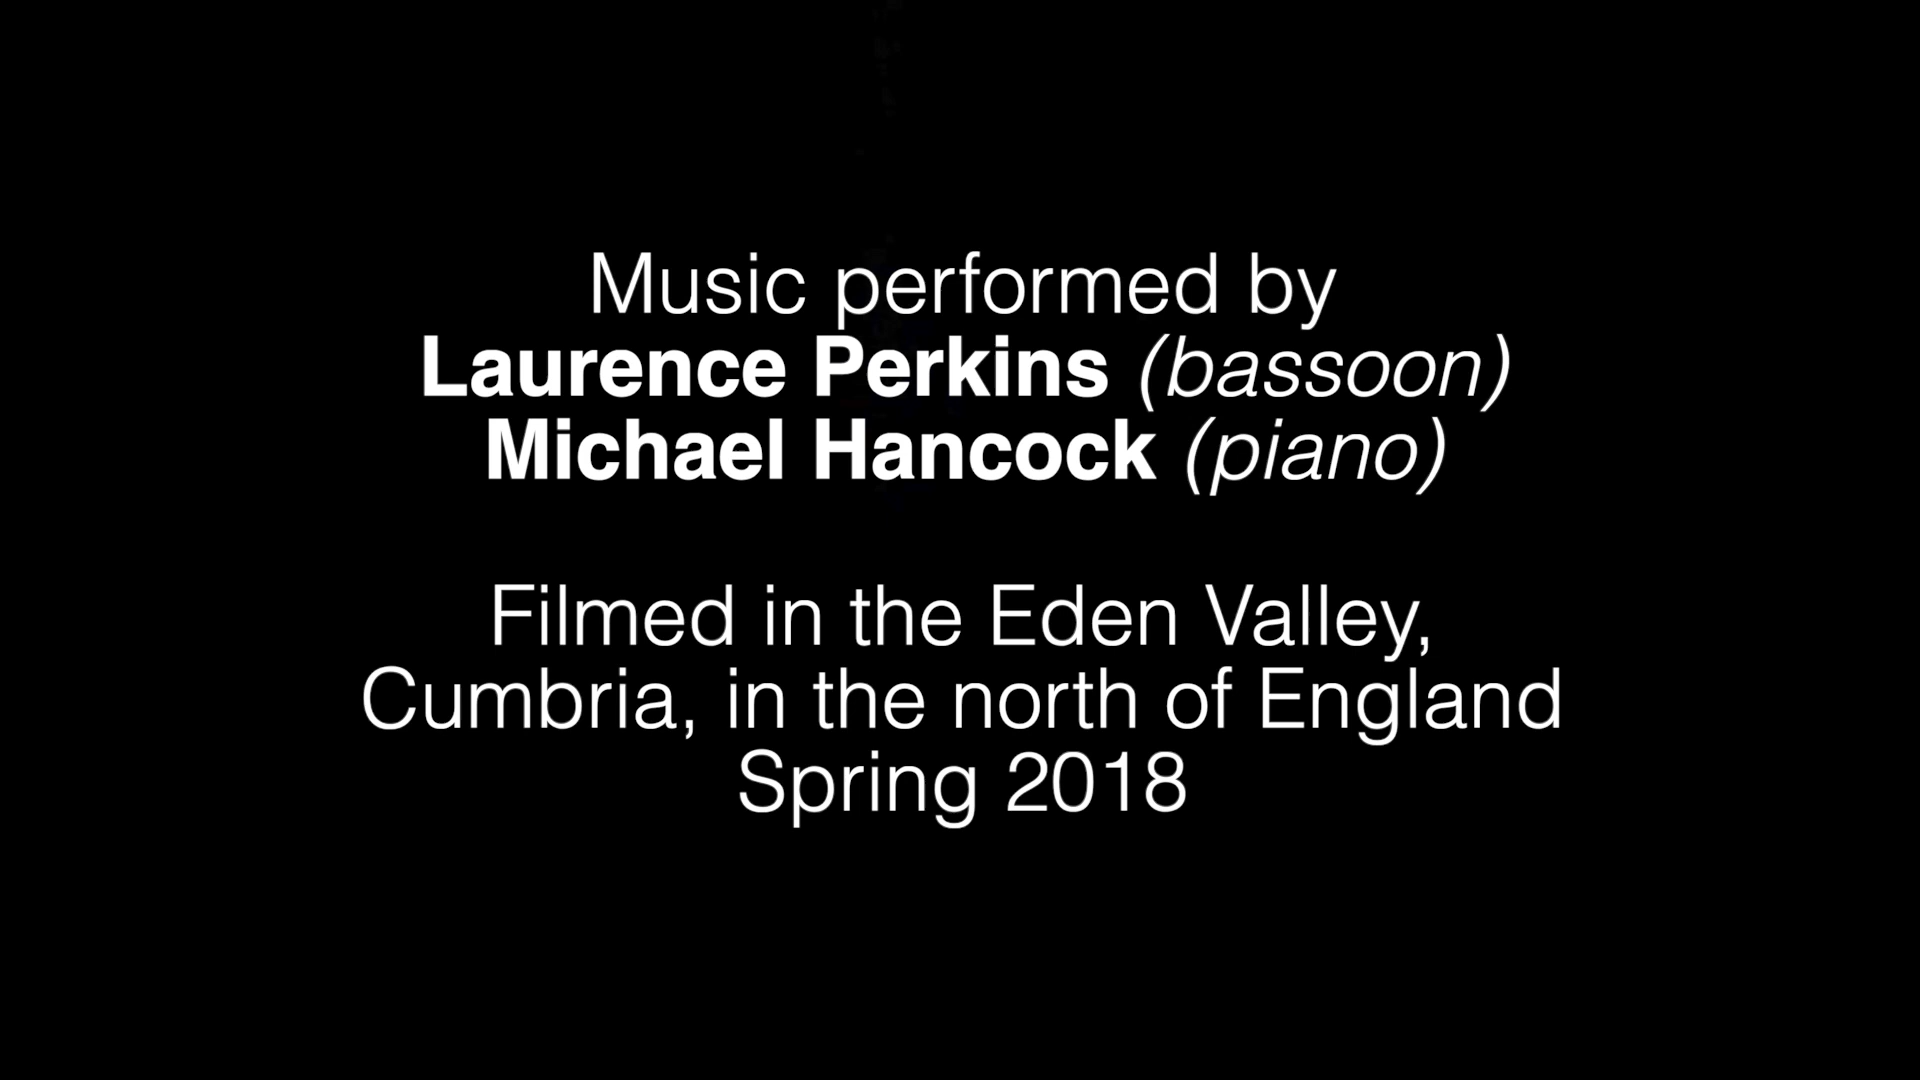 Music performed by
Laurence Perkins (bassoon)
Michael Hancock (piano)
Filmed in the Eden Valley,
Cumbria, in the north of England
Spring 2018